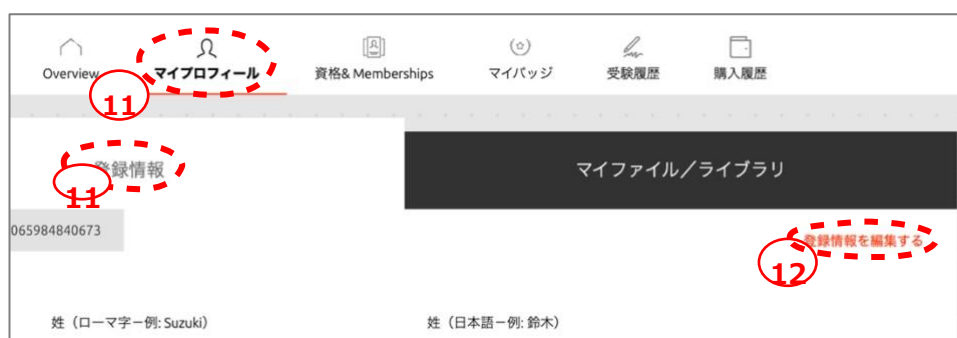 Overview マイプロフィール 資格& Memberships マイバッジ 受験履歴 購入履歴
11
登録情報 マイファイル／ライブラリ
11
065984840673
登録情報を編集する
12
姓（ローマ字ー例: Suzuki） 姓（日本語ー例: 鈴木）